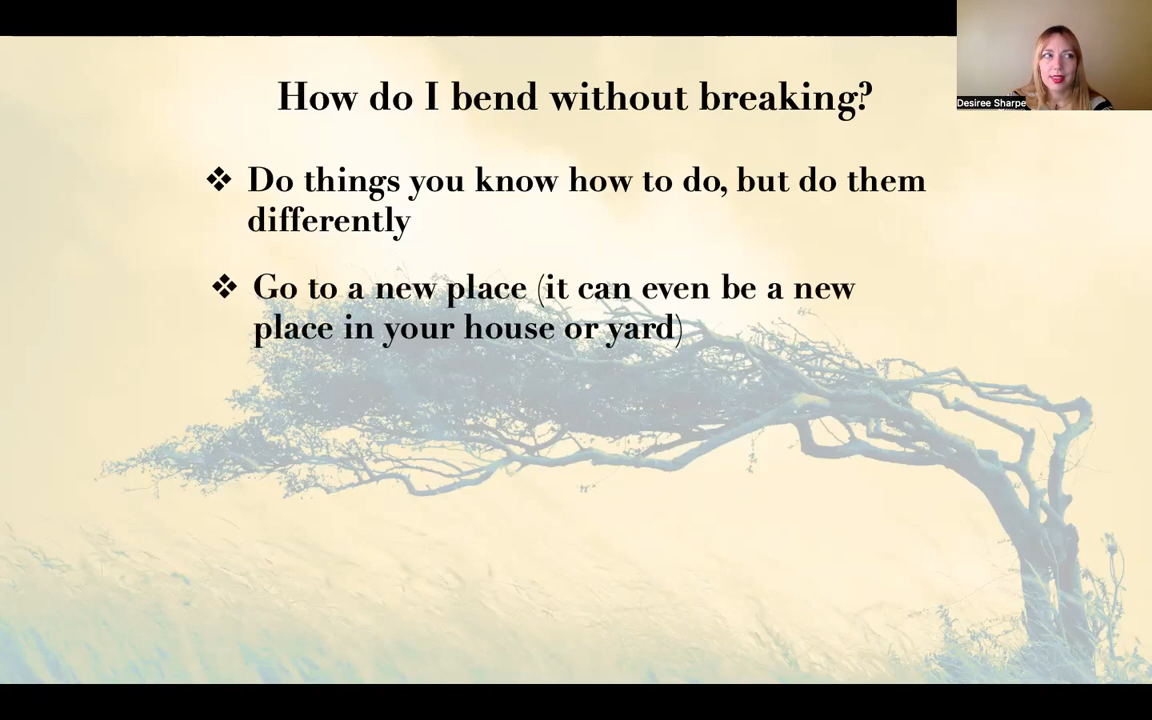 How do I bend without breaking?
Desiree Sharpe
❖ Do things you know how to do, but do them
differently
❖ Go to a new place (it can even be a new
place in your house or yard)